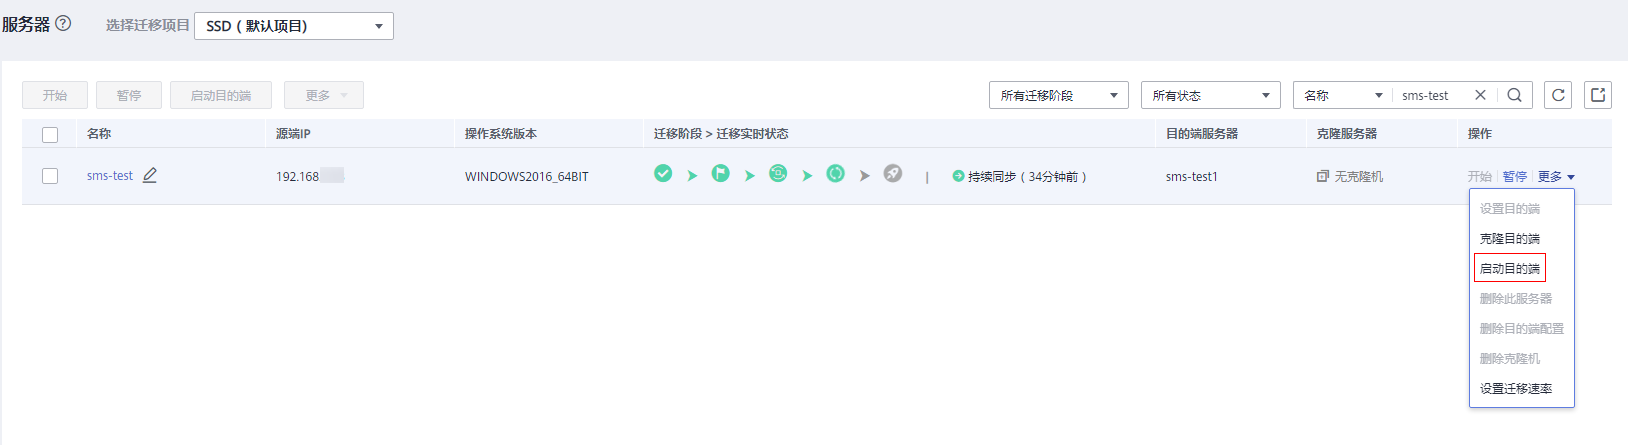 服务器 选择迁移项目 SSD（默认项目)
开始 暂停 启动目的端 更多 所有迁移阶段 所有状态 名称 sms-test
名称 源端IP 操作系统版本 迁移阶段 > 迁移实时状态 目的端服务器 克隆服务器 操作
sms-test 192.168 WINDOWS2016_64BIT | 持续同步（34分钟前） sms-test1 无克隆机 开始 暂停 更多
设置目的端
克隆目的端
启动目的端
删除此服务器
删除目的端配置
删除克隆机
设置迁移速率